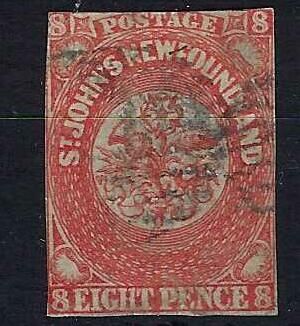 8 POSTAGE 8
ST. JOHN'S NEWFOUNDLAND
8 EIGHT PENCE 8